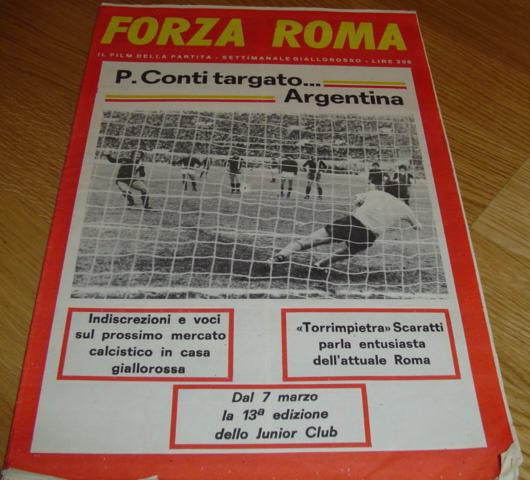 FORZA ROMA
IL FILM DELLA PARTITA - SETTIMANALE GIALLOROSSO - LIRE 200
P. Conti targato...
Argentina
Indiscrezioni e voci
sul prossimo mercato
calcistico in casa
giallorossa
«Torrimpietra» Scaratti
parla entusiasta
dell'attuale Roma
Dal 7 marzo
la 13ª edizione
dello Junior Club